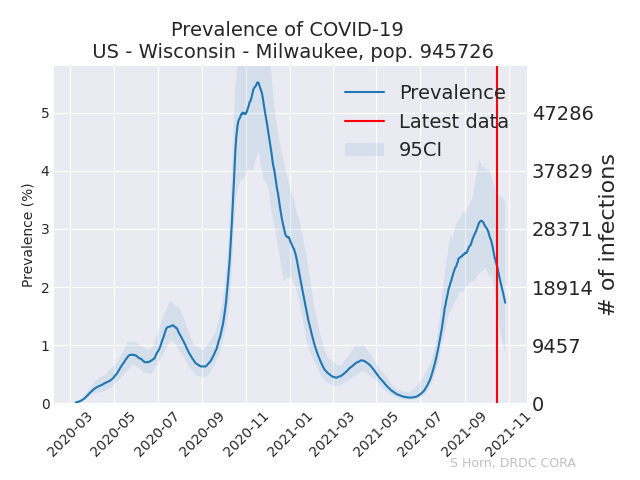 Prevalence of COVID-19
US - Wisconsin - Milwaukee, pop. 945726
Prevalence
Latest data
95CI
Prevalence (%)
5
4
3
2
1
0
47286
37829
28371
18914
9457
0
# of infections
2020-03
2020-05
2020-07
2020-09
2020-11
2021-01
2021-03
2021-05
2021-07
2021-09
2021-11
S Horn, DRDC CORA